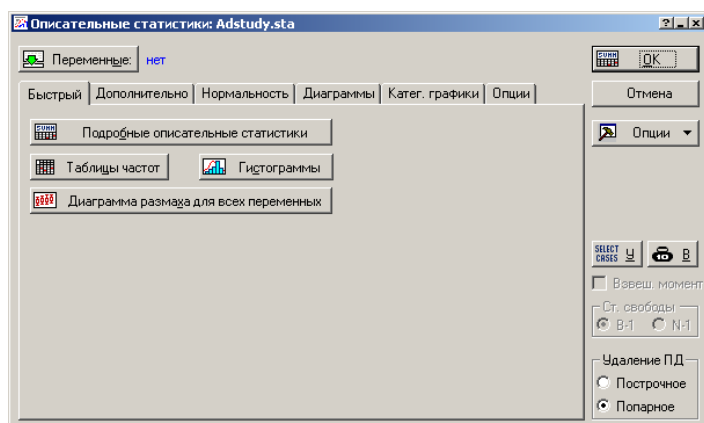 Описательные статистики: Adstudy.sta
Переменные: нет
OK
Быстрый Дополнительно Нормальность Диаграммы Катег. графики Опции
Отмена
Подробные описательные статистики
Опции
Таблицы частот Гистограммы
Диаграмма размаха для всех переменных
SELECT CASES У В
Взвеш. момент
Ст. свободы
В-1 N-1
Удаление ПД
Построчное
Попарное